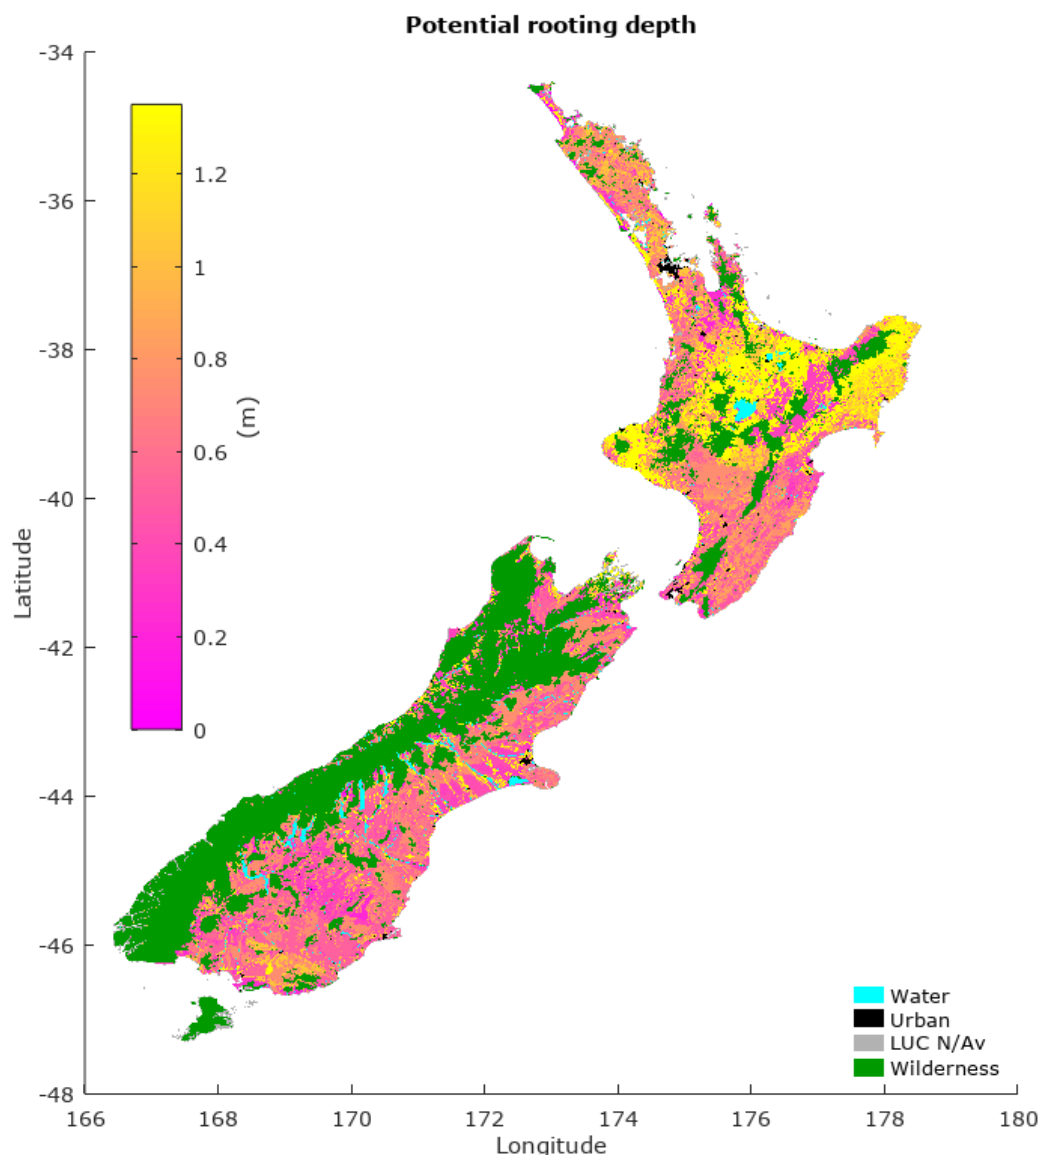 Potential rooting depth
-34
-36
-38
-40
-42
-44
-46
-48
Latitude
1.2
1
0.8
0.6
0.4
0.2
0
(m)
Water
Urban
LUC N/Av
Wilderness
166
168
170
172
174
176
178
180
Longitude